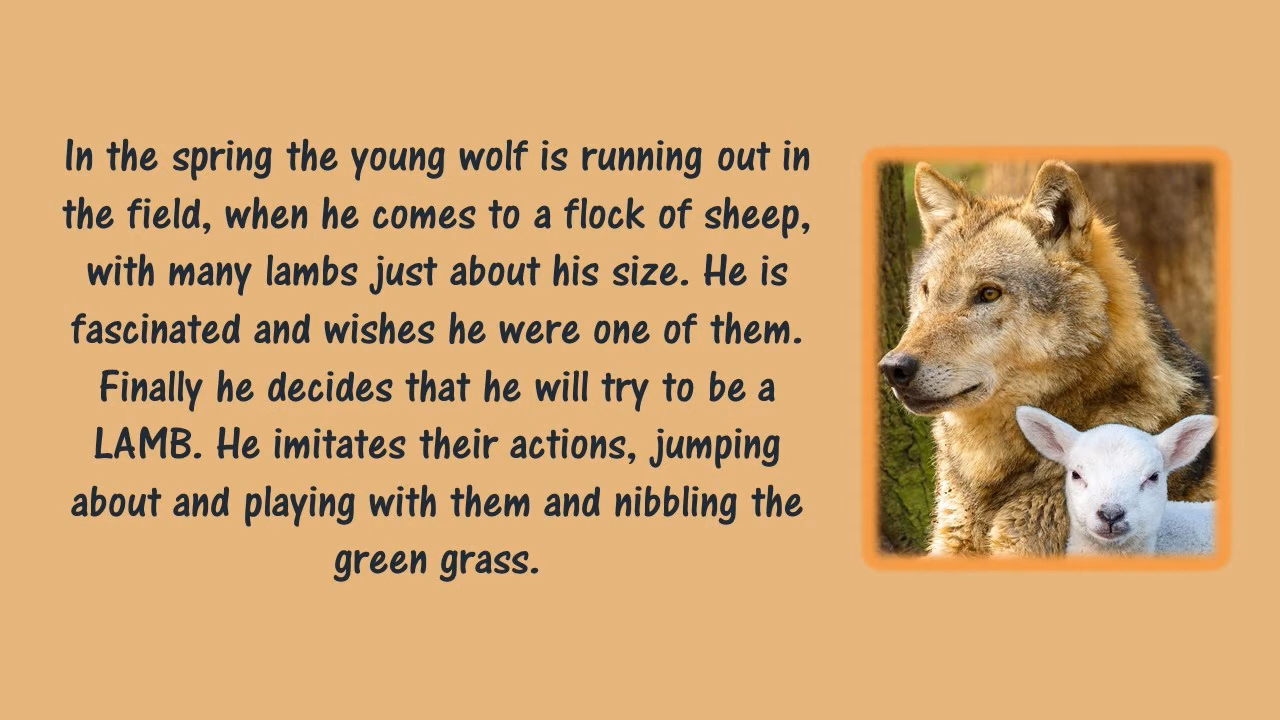 In the spring the young wolf is running out in
the field, when he comes to a flock of sheep,
with many lambs just about his size. He is
fascinated and wishes he were one of them.
Finally he decides that he will try to be a
LAMB. He imitates their actions, jumping
about and playing with them and nibbling the
green grass.